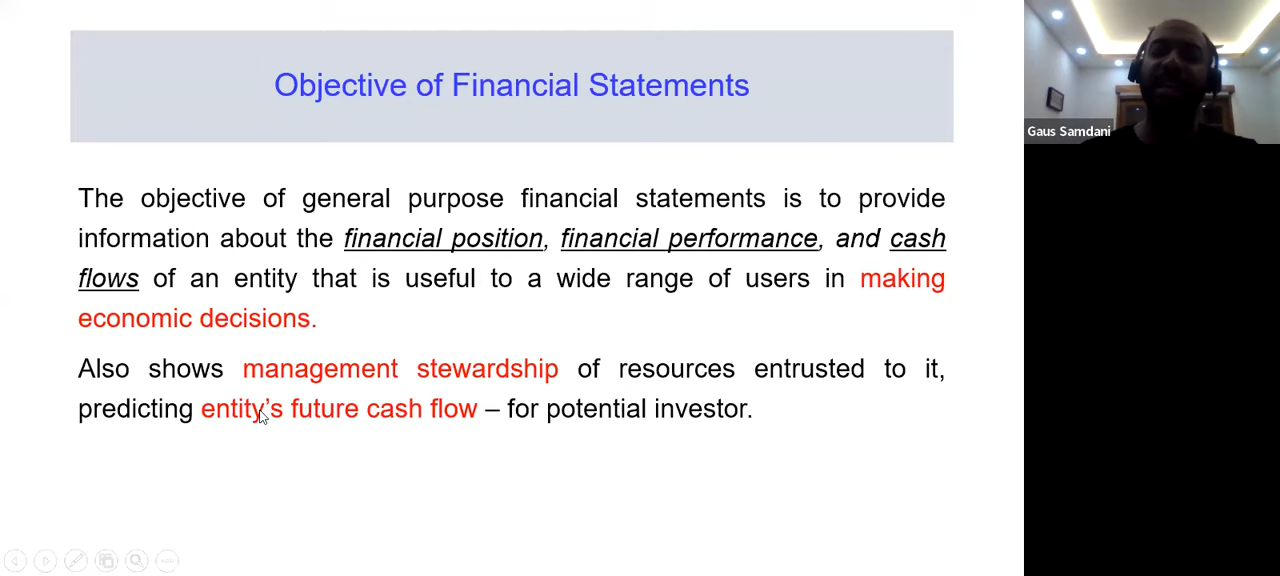 Objective of Financial Statements
Gaus Samdani
The objective of general purpose financial statements is to provide
information about the financial position, financial performance, and cash
flows of an entity that is useful to a wide range of users in making
economic decisions.
Also shows management stewardship of resources entrusted to it,
predicting entity's future cash flow – for potential investor.